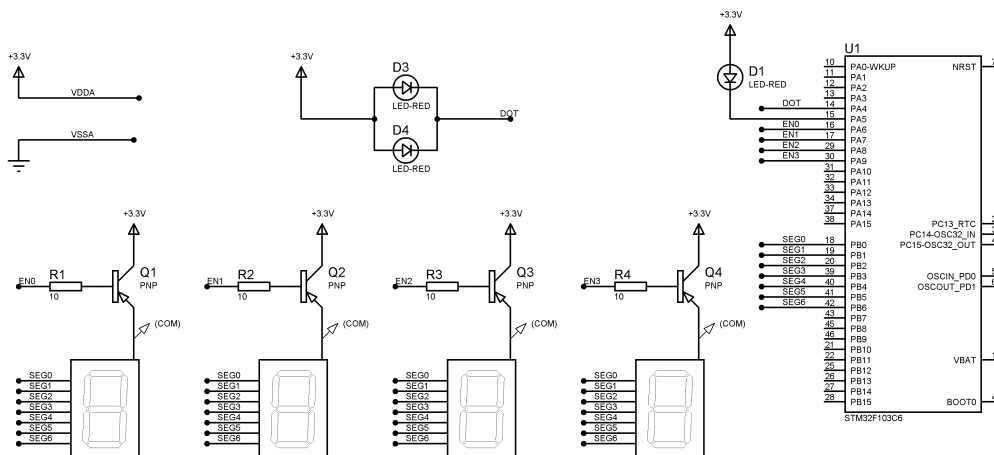 +3.3V
VDDA
VSSA
+3.3V
D3
LED-RED
D4
LED-RED
DOT
+3.3V
D1
LED-RED
DOT
EN0
EN1
EN2
EN3
SEG0
SEG1
SEG2
SEG3
SEG4
SEG5
SEG6
U1
10 PA0-WKUP
11 PA1
12 PA2
13 PA3
14 PA4
15 PA5
16 PA6
17 PA7
29 PA8
30 PA9
31 PA10
32 PA11
33 PA12
34 PA13
37 PA14
38 PA15
18 PB0
19 PB1
20 PB2
39 PB3
40 PB4
41 PB5
42 PB6
43 PB7
45 PB8
46 PB9
21 PB10
22 PB11
25 PB12
26 PB13
27 PB14
28 PB15
NRST
PC13_RTC
PC14-OSC32_IN
PC15-OSC32_OUT
OSCIN_PD0
OSCOUT_PD1
VBAT
BOOT0
STM32F103C6
+3.3V
EN0
R1
10
Q1
PNP
(COM)
SEG0
SEG1
SEG2
SEG3
SEG4
SEG5
SEG6
+3.3V
EN1
R2
10
Q2
PNP
(COM)
SEG0
SEG1
SEG2
SEG3
SEG4
SEG5
SEG6
+3.3V
EN2
R3
10
Q3
PNP
(COM)
SEG0
SEG1
SEG2
SEG3
SEG4
SEG5
SEG6
+3.3V
EN3
R4
10
Q4
PNP
(COM)
SEG0
SEG1
SEG2
SEG3
SEG4
SEG5
SEG6